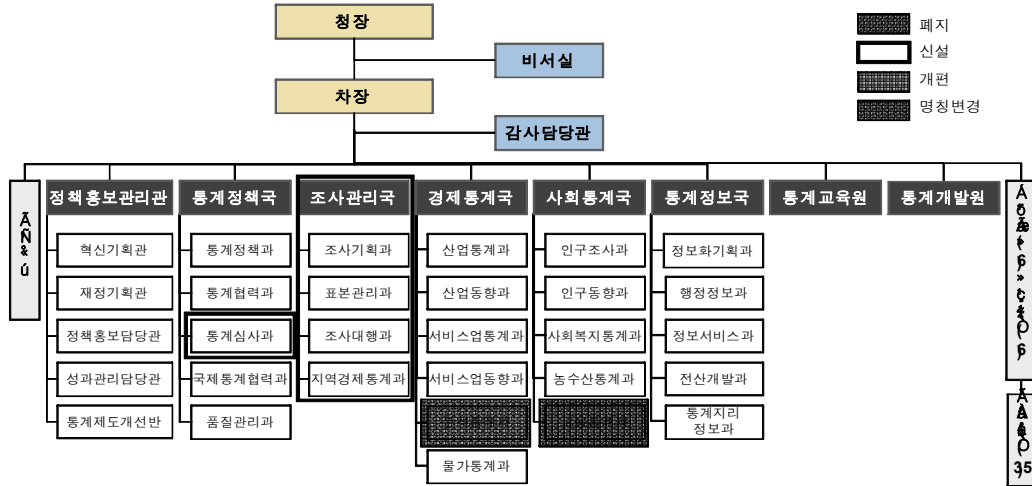 청장
비서실
차장
감사담당관
폐지
신설
개편
명칭변경
정책홍보관리관
통계정책국
조사관리국
경제통계국
사회통계국
통계정보국
통계교육원
통계개발원
혁신기획관
재정기획관
정책홍보담당관
성과관리담당관
통계제도개선반
통계정책과
통계협력과
통계심사과
국제통계협력과
품질관리과
조사기획과
표본관리과
조사대행과
지역경제통계과
산업통계과
산업동향과
서비스업통계과
서비스업동향과
물가통계과
인구조사과
인구동향과
사회복지통계과
농수산통계과
정보화기획과
행정정보과
정보서비스과
전산개발과
통계지리
정보과